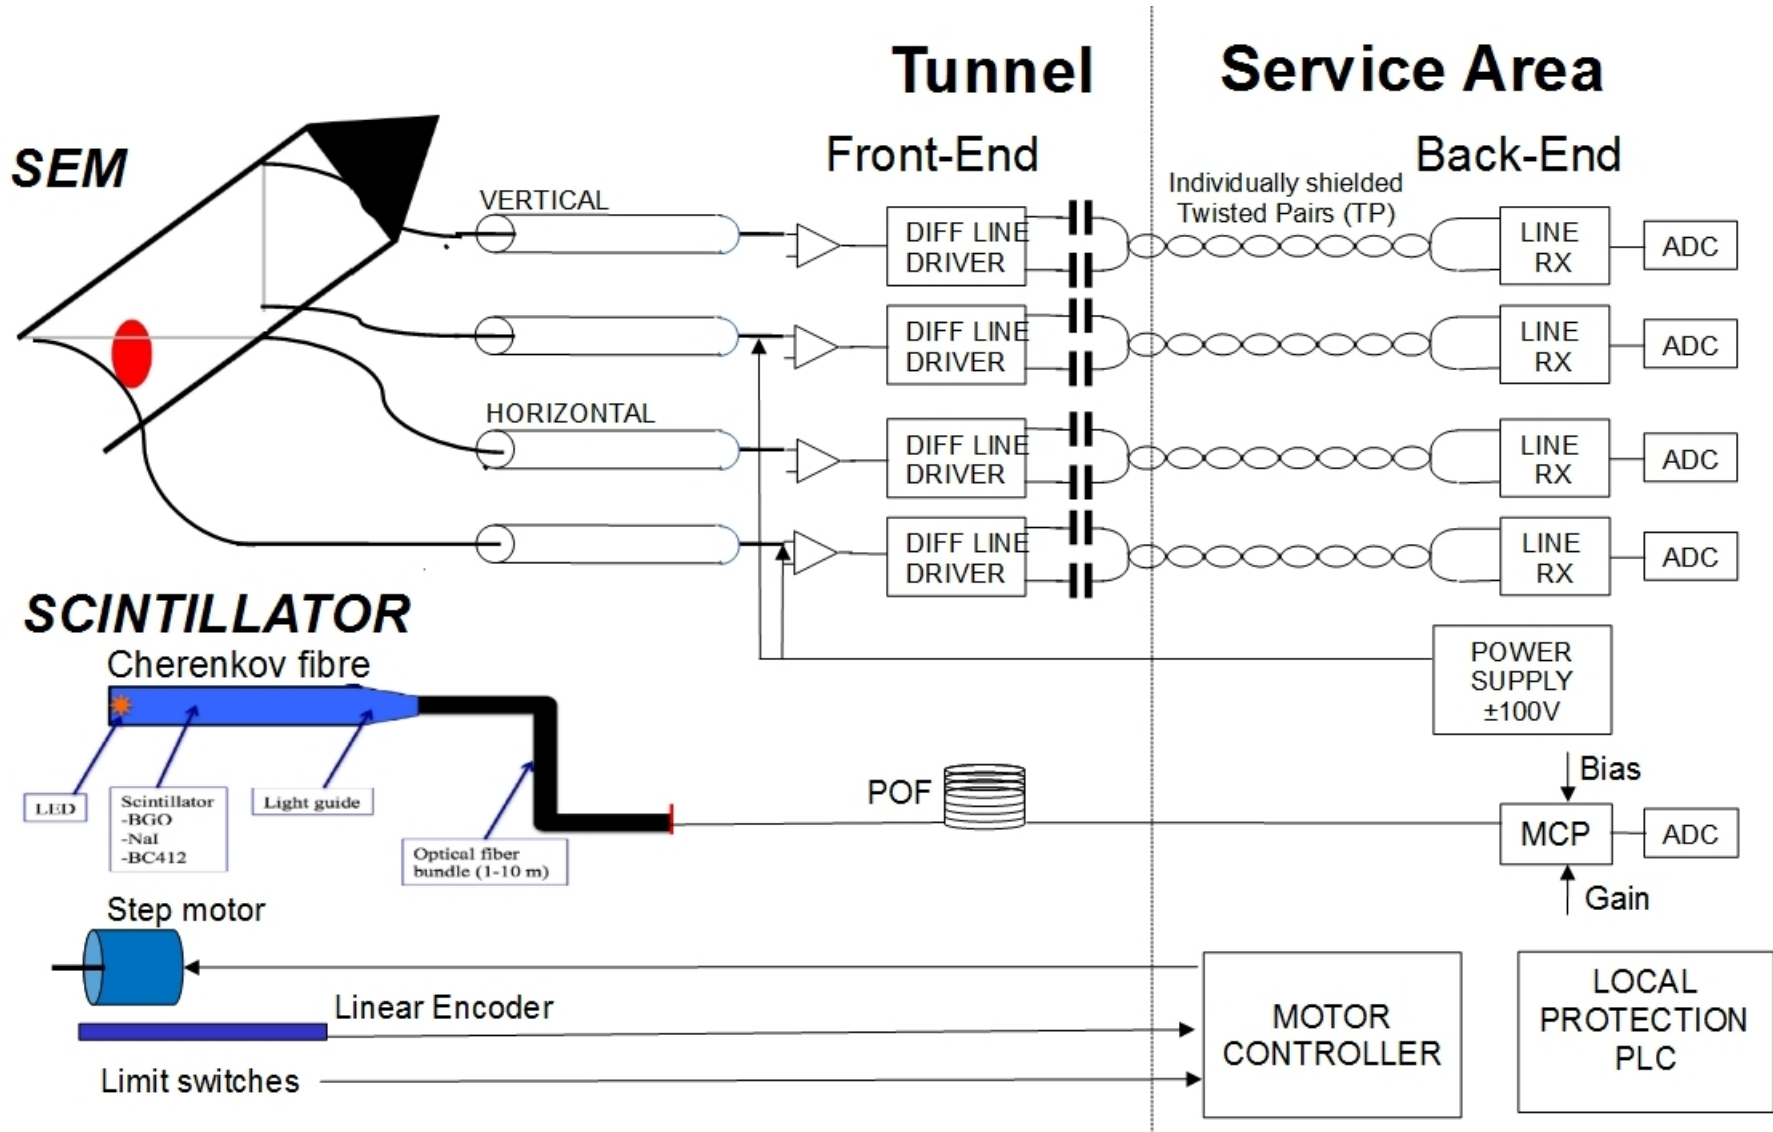 Tunnel
Service Area
Front-End
Back-End
SEM
VERTICAL
Individually shielded
Twisted Pairs (TP)
DIFF LINE
DRIVER
LINE
RX
ADC
DIFF LINE
DRIVER
LINE
RX
ADC
HORIZONTAL
DIFF LINE
DRIVER
LINE
RX
ADC
DIFF LINE
DRIVER
LINE
RX
ADC
SCINTILLATOR
Cherenkov fibre
POWER
SUPPLY
±100V
LED
Scintillator
-BGO
-NaI
-BC412
Light guide
Optical fiber
bundle (1-10 m)
POF
Bias
MCP
ADC
Gain
Step motor
Linear Encoder
Limit switches
MOTOR
CONTROLLER
LOCAL
PROTECTION
PLC